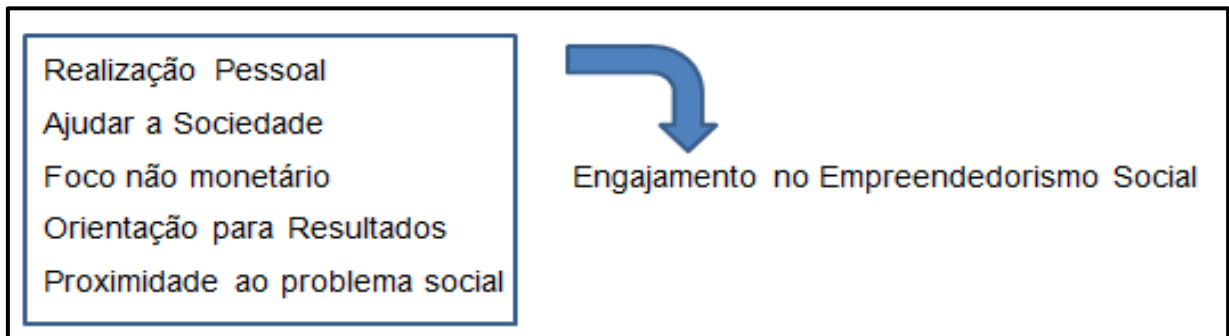 Realização Pessoal
Ajudar a Sociedade
Foco não monetário
Engajamento no Empreendedorismo Social
Orientação para Resultados
Proximidade ao problema social